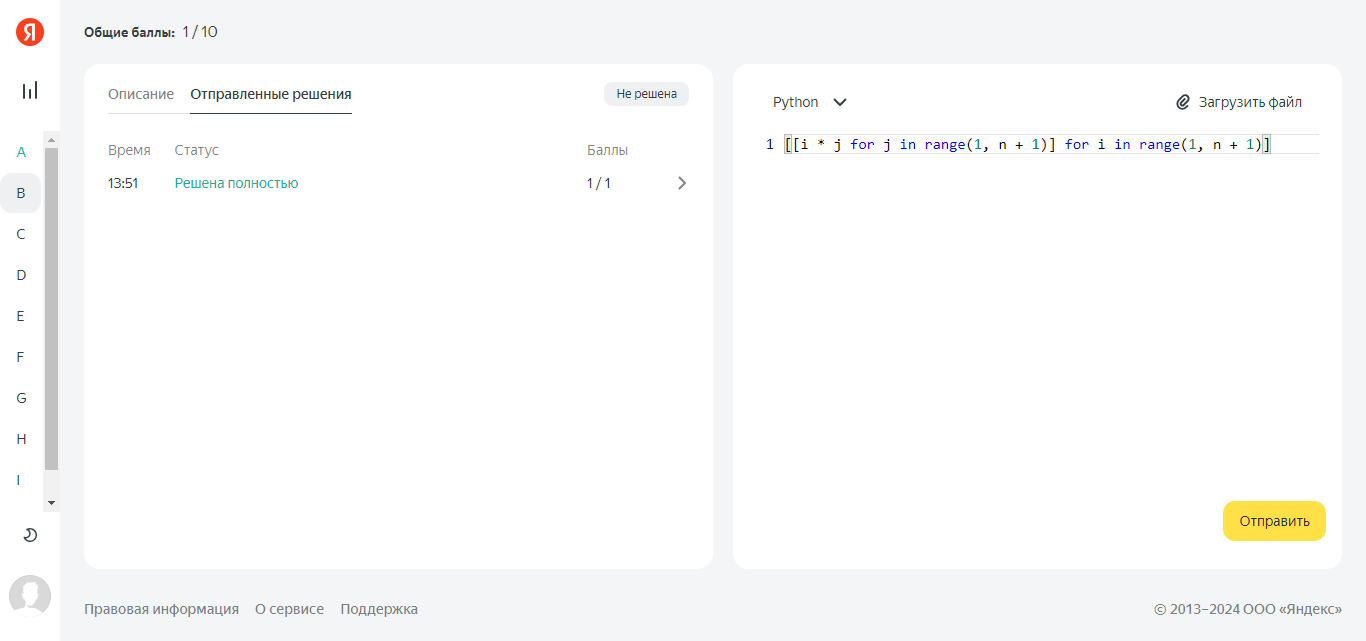 Я
Общие баллы: 1 / 10
A
B
C
D
E
F
G
H
I
Описание Отправленные решения Не решена
Время Статус Баллы
13:51 Решена полностью 1 / 1
Python Загрузить файл
1 [[i * j for j in range(1, n + 1)] for i in range(1, n + 1)]
Отправить
Правовая информация О сервисе Поддержка © 2013–2024 ООО «Яндекс»